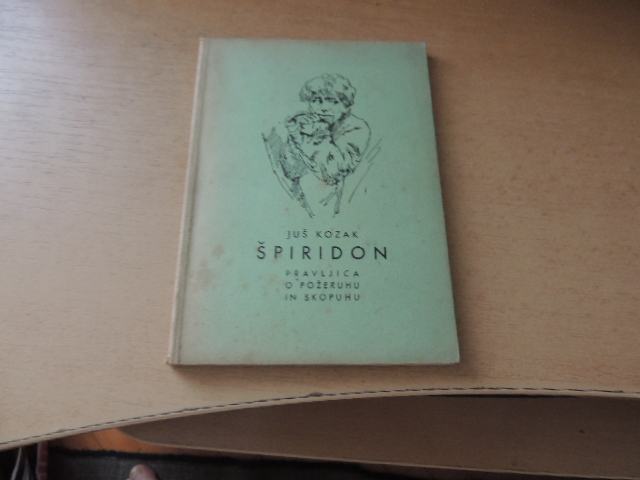 JUŠ KOZAK
ŠPIRIDON
PRAVLJICA
O POŽERUHU
IN SKOPUHU